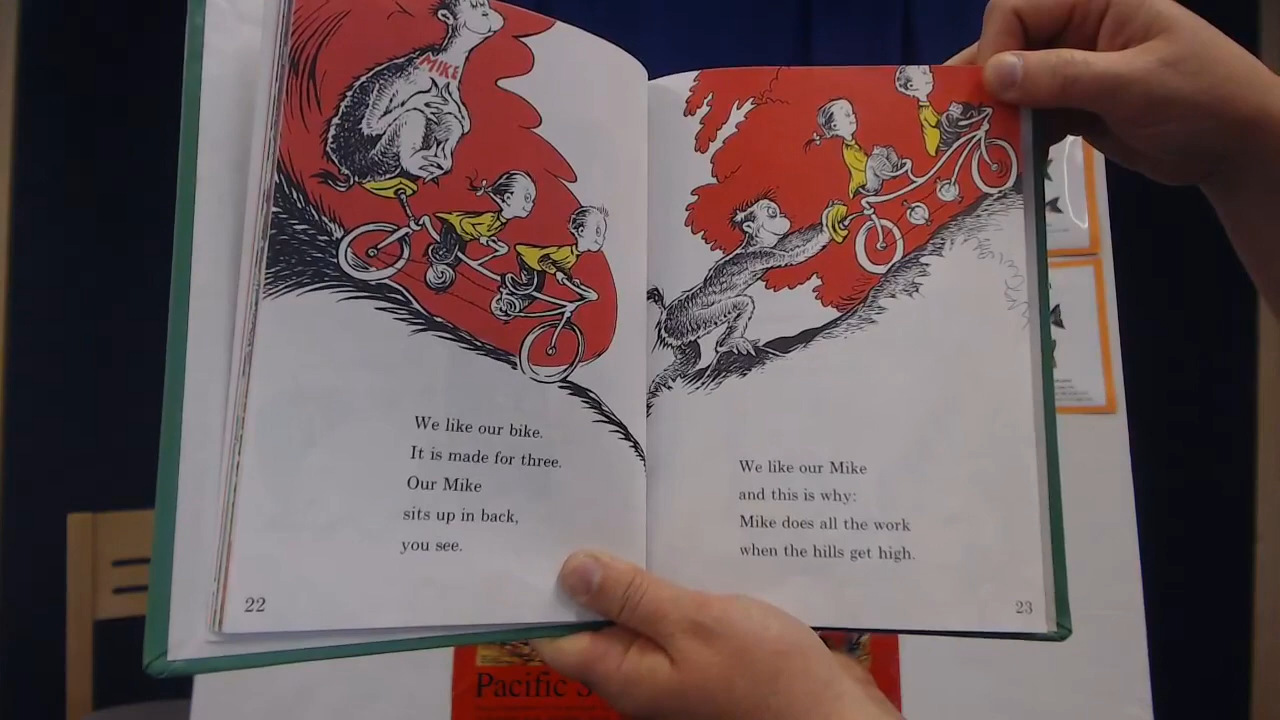 MIKE
We like our bike.
It is made for three.
Our Mike
sits up in back,
you see.
22
We like our Mike
and this is why:
Mike does all the work
when the hills get high.
23
Pacific